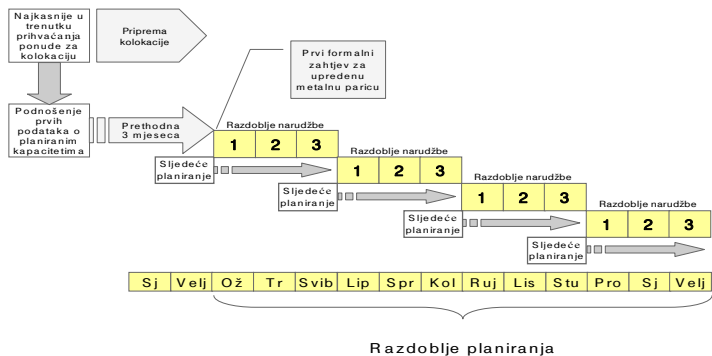 Najkasnije u
trenutku
prihvaćanja
ponude za
kolokaciju
Priprema
kolokacije
Prvi formalni
zahtjev za
upredenu
metalnu paricu
Podnošenje
prvih
podataka o
planiranim
kapacitetima
Prethodna
3 mjeseca
Razdoblje narudžbe
1 2 3
Sljedeće
planiranje
Razdoblje narudžbe
1 2 3
Sljedeće
planiranje
Razdoblje narudžbe
1 2 3
Sljedeće
planiranje
Razdoblje narudžbe
1 2 3
Sljedeće
planiranje
Sj Velj Ož Tr Svib Lip Spr Kol Ruj Lis Stu Pro Sj Velj
Razdoblje planiranja